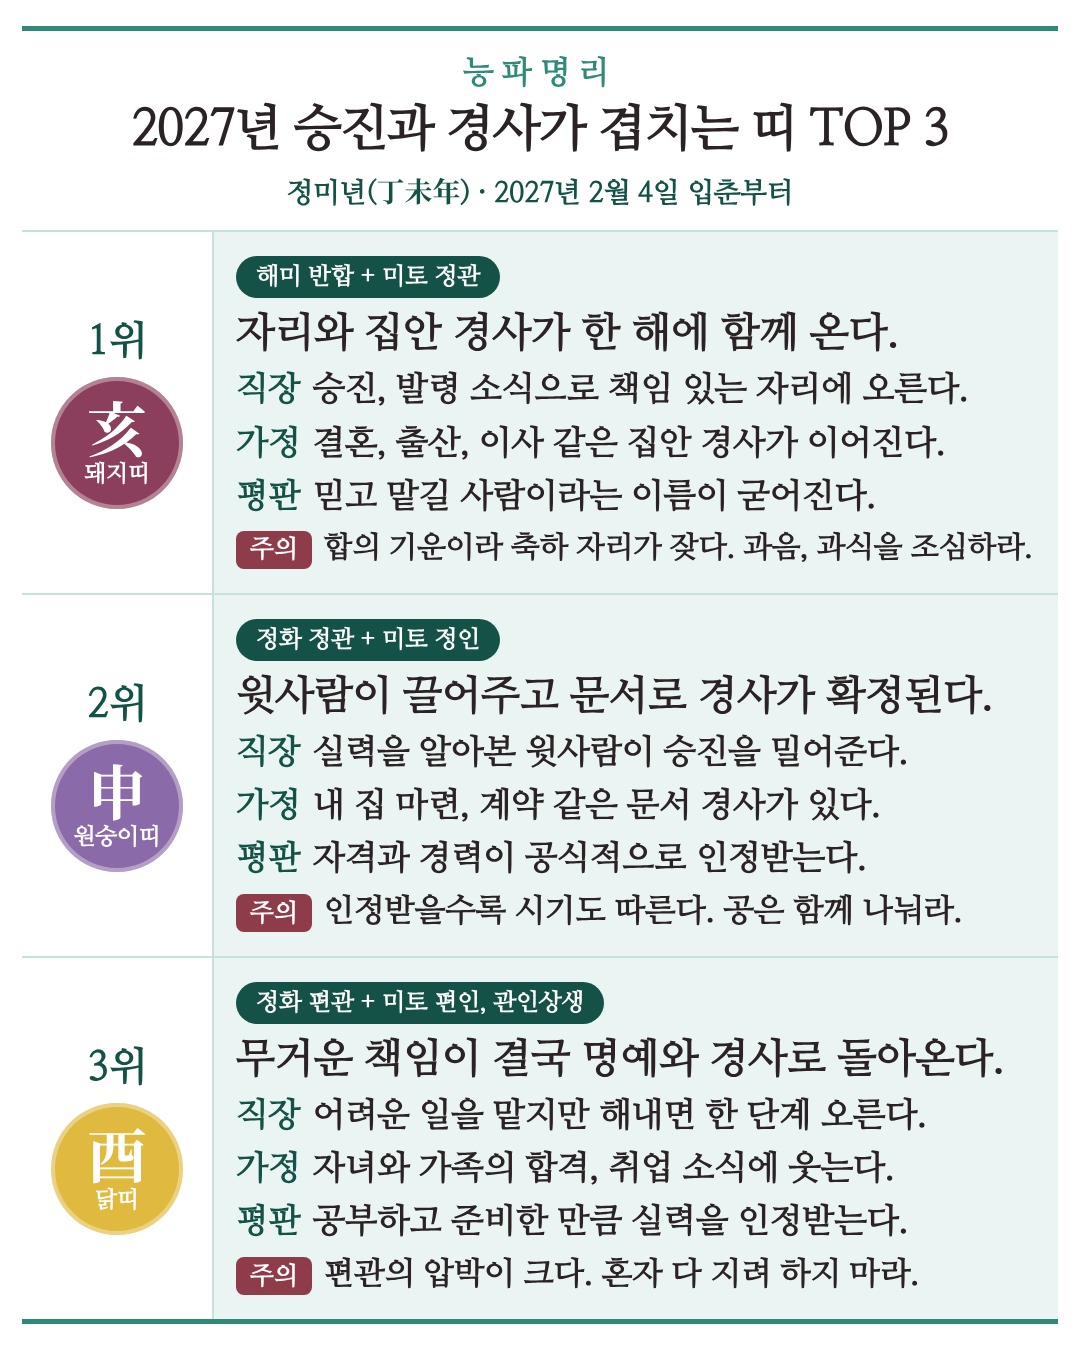 능파명리
2027년 승진과 경사가 겹치는 띠 TOP 3
정미년(丁未年) · 2027년 2월 4일 입춘부터
1위
亥
돼지띠
해미 반합 + 미토 정관
자리와 집안 경사가 한 해에 함께 온다.
직장 승진, 발령 소식으로 책임 있는 자리에 오른다.
가정 결혼, 출산, 이사 같은 집안 경사가 이어진다.
평판 믿고 맡길 사람이라는 이름이 굳어진다.
주의 합의 기운이라 축하 자리가 잦다. 과음, 과식을 조심하라.
2위
申
원숭이띠
정화 정관 + 미토 정인
윗사람이 끌어주고 문서로 경사가 확정된다.
직장 실력을 알아본 윗사람이 승진을 밀어준다.
가정 내 집 마련, 계약 같은 문서 경사가 있다.
평판 자격과 경력이 공식적으로 인정받는다.
주의 인정받을수록 시기도 따른다. 공은 함께 나눠라.
3위
酉
닭띠
정화 편관 + 미토 편인, 관인상생
무거운 책임이 결국 명예와 경사로 돌아온다.
직장 어려운 일을 맡지만 해내면 한 단계 오른다.
가정 자녀와 가족의 합격, 취업 소식에 웃는다.
평판 공부하고 준비한 만큼 실력을 인정받는다.
주의 편관의 압박이 크다. 혼자 다 지려 하지 마라.